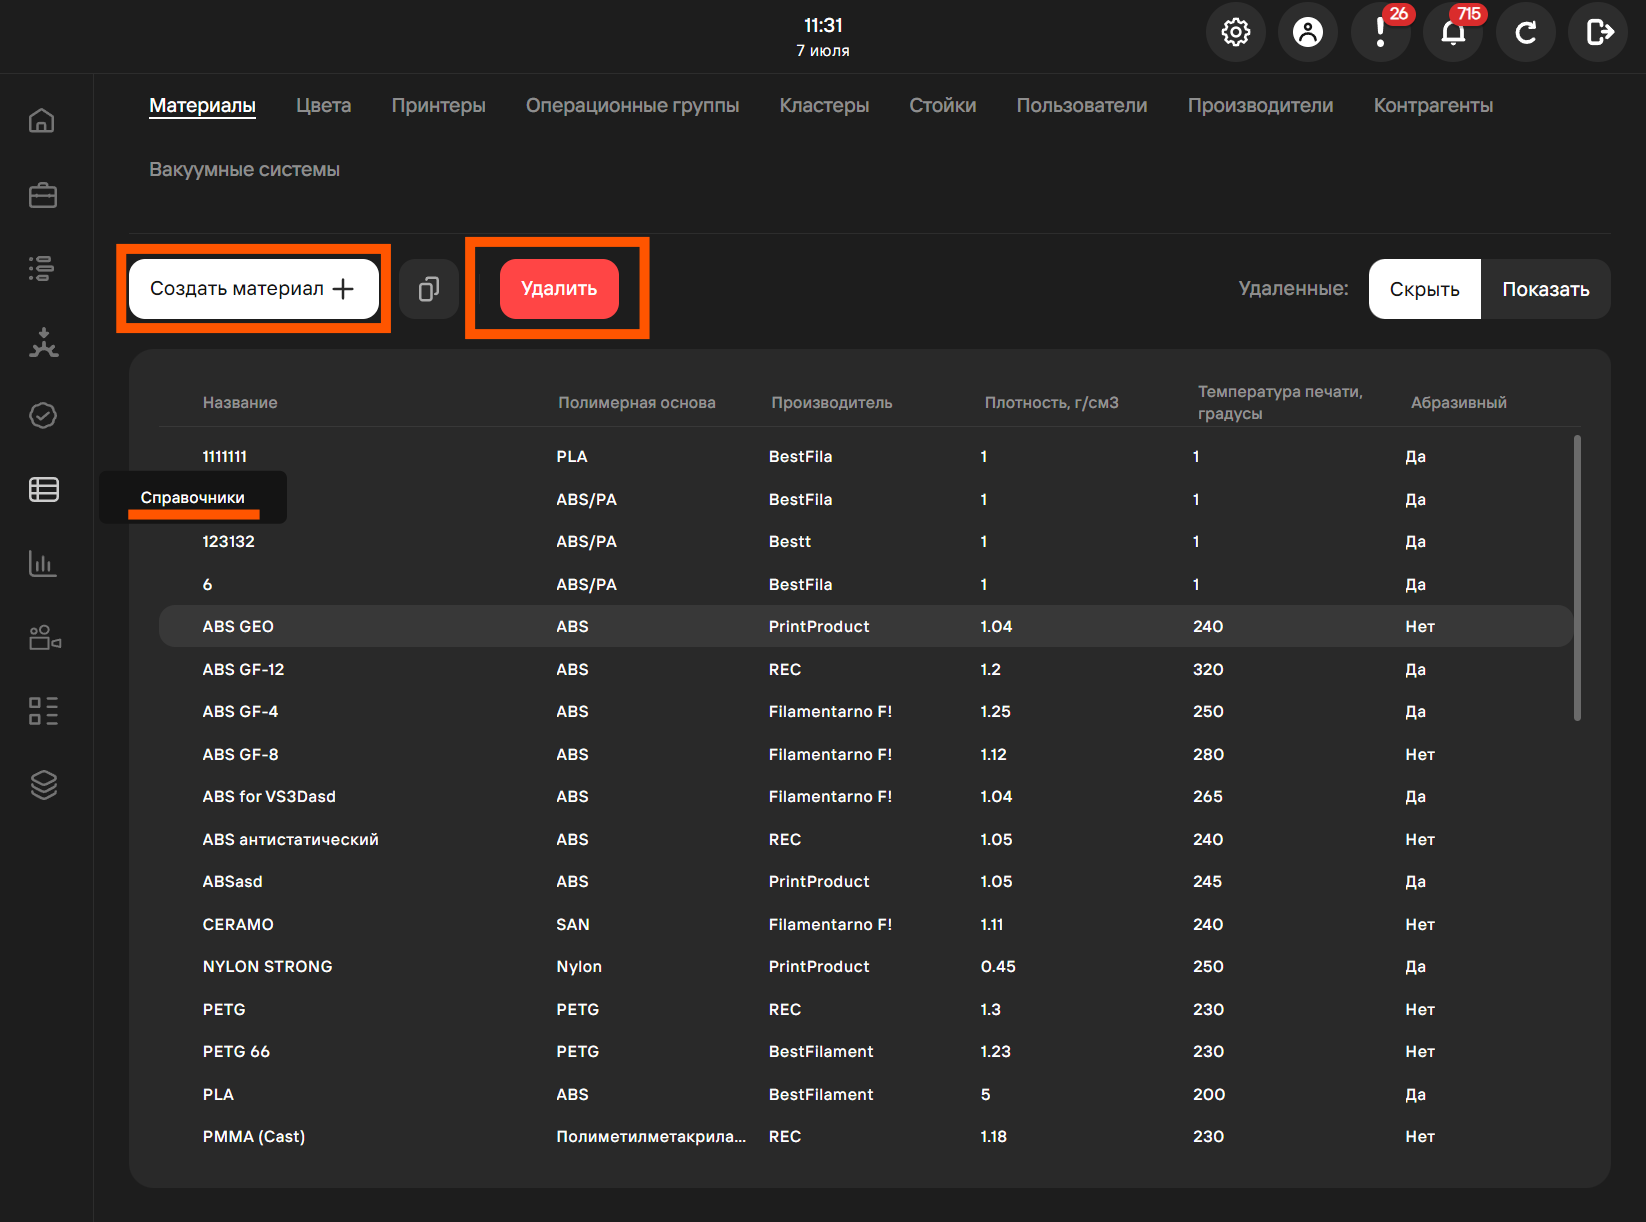 11:31
7 июля
26
715
Материалы Цвета Принтеры Операционные группы Кластеры Стойки Пользователи Производители Контрагенты
Вакуумные системы
Создать материал
Удалить
Удаленные: Скрыть Показать
Название Полимерная основа Производитель Плотность, г/см3 Температура печати, градусы Абразивный
1111111 PLA BestFila 1 1 Да
Справочники
ABS/PA BestFila 1 1 Да
123132 ABS/PA Bestt 1 1 Да
6 ABS/PA BestFila 1 1 Да
ABS GEO ABS PrintProduct 1.04 240 Нет
ABS GF-12 ABS REC 1.2 320 Да
ABS GF-4 ABS Filamentarno F! 1.25 250 Да
ABS GF-8 ABS Filamentarno F! 1.12 280 Нет
ABS for VS3Dasd ABS Filamentarno F! 1.04 265 Да
ABS антистатический ABS REC 1.05 240 Нет
ABSasd ABS PrintProduct 1.05 245 Да
CERAMO SAN Filamentarno F! 1.11 240 Нет
NYLON STRONG Nylon PrintProduct 0.45 250 Да
PETG PETG REC 1.3 230 Нет
PETG 66 PETG BestFilament 1.23 230 Нет
PLA ABS BestFilament 5 200 Да
PMMA (Cast) Полиметилметакрила... REC 1.18 230 Нет